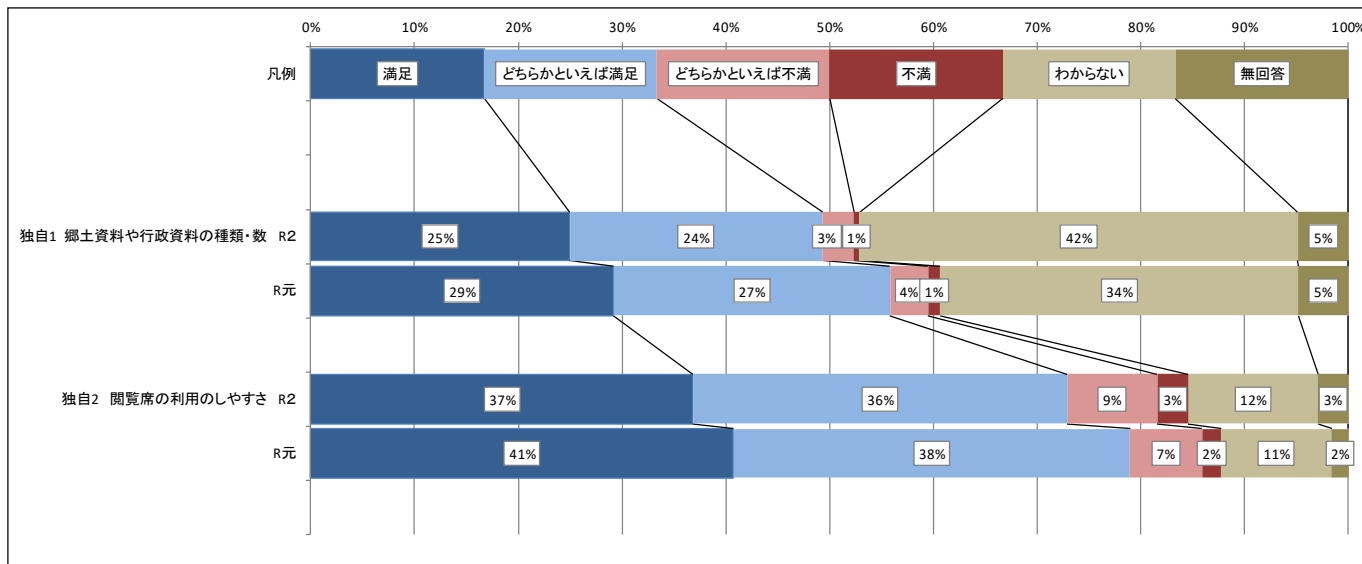 0% 10% 20% 30% 40% 50% 60% 70% 80% 90% 100%
凡例 満足 どちらかといえば満足 どちらかといえば不満 不満 わからない 無回答
独自1 郷土資料や行政資料の種類・数 R2 25% 24% 3% 1% 42% 5%
R元 29% 27% 4% 1% 34% 5%
独自2 閲覧席の利用のしやすさ R2 37% 36% 9% 3% 12% 3%
R元 41% 38% 7% 2% 11% 2%